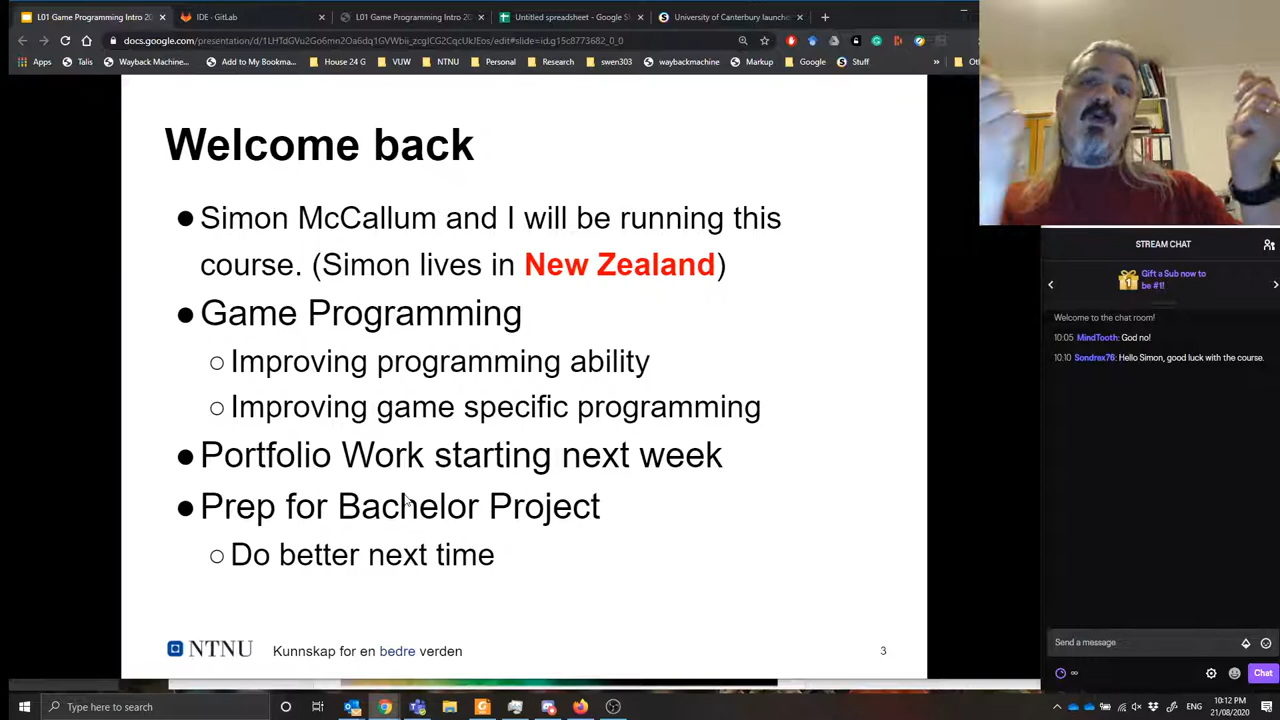 L01 Game Programming Intro 20
IDE · GitLab
L01 Game Programming Intro 202
Untitled spreadsheet - Google S
University of Canterbury launche
docs.google.com/presentation/d/1LHTdGVu2Go6mn2Oa6dq1GVWbii_zcgICG2CqcUkJEos/edit#slide=id.g15c8773682_0_0
Apps Talis Wayback Machine... Add to My Bookma... House 24 G VUW NTNU Personal Research swen303 waybackmachine Markup Google Stuff » Ot
Welcome back
● Simon McCallum and I will be running this
course. (Simon lives in New Zealand)
● Game Programming
○ Improving programming ability
○ Improving game specific programming
● Portfolio Work starting next week
● Prep for Bachelor Project
○ Do better next time
NTNU Kunnskap for en bedre verden 3
STREAM CHAT
Gift a Sub now to
be #1!
Welcome to the chat room!
10:05 MindTooth: God no!
10:10 Sondrex76: Hello Simon, good luck with the course.
Send a message
Chat
Type here to search
ENG
10:12 PM
21/08/2020